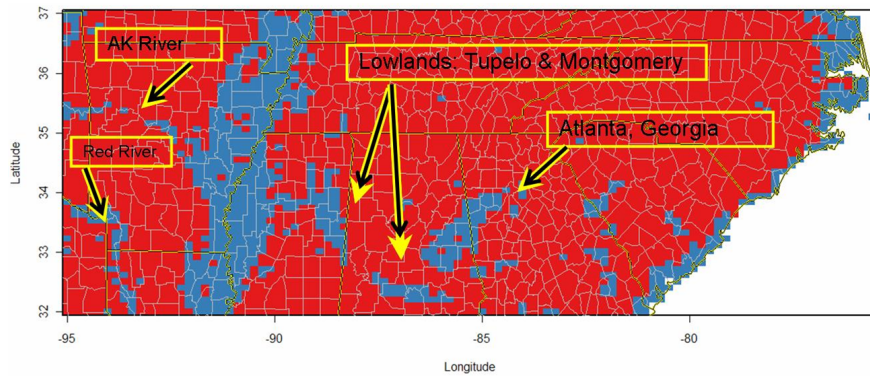 37
36
35
34
33
32
Latitude
AK River
Lowlands: Tupelo & Montgomery
Atlanta, Georgia
Red River
-95
-90
-85
-80
Longitude